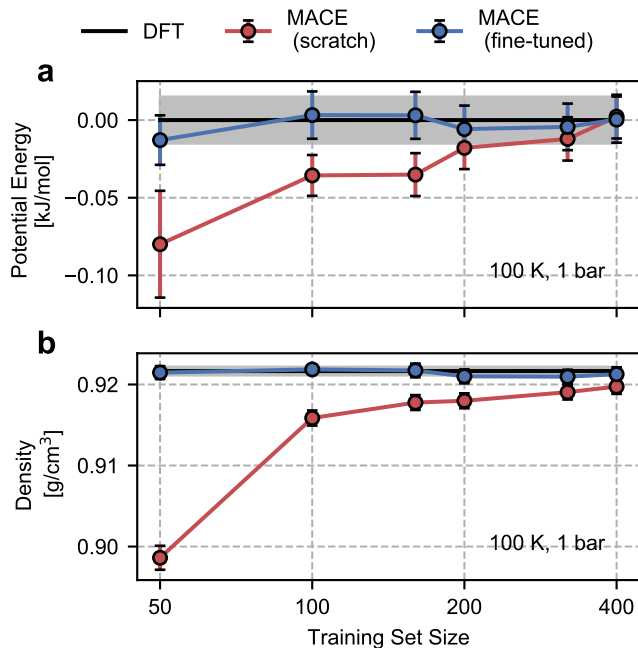 DFT
MACE
(scratch)
MACE
(fine-tuned)
a
Potential Energy
[kJ/mol]
0.00
−0.05
−0.10
100 K, 1 bar
b
Density
[g/cm³]
0.92
0.91
0.90
100 K, 1 bar
50
100
200
400
Training Set Size